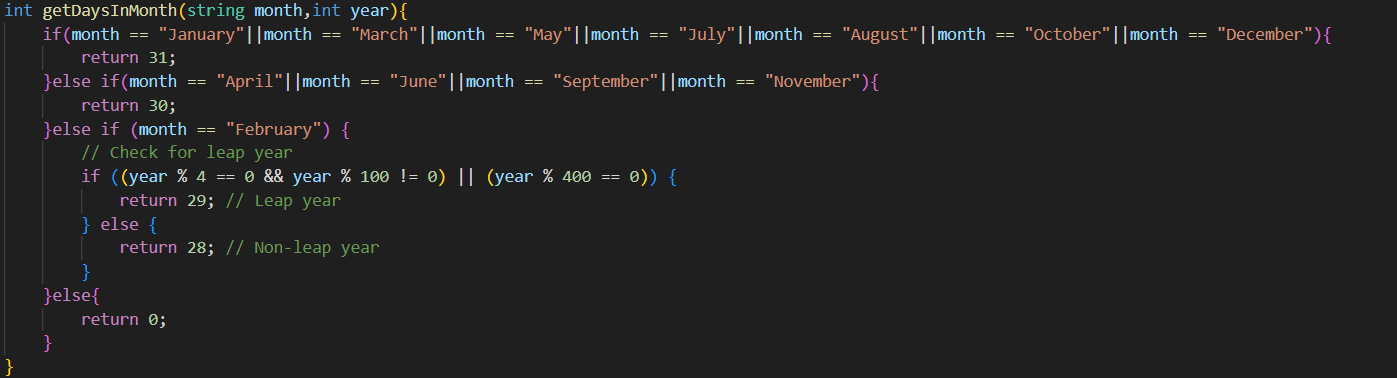 int getDaysInMonth(string month,int year){
    if(month == "January"||month == "March"||month == "May"||month == "July"||month == "August"||month == "October"||month == "December"){
        return 31;
    }else if(month == "April"||month == "June"||month == "September"||month == "November"){
        return 30;
    }else if (month == "February") {
        // Check for leap year
        if ((year % 4 == 0 && year % 100 != 0) || (year % 400 == 0)) {
            return 29; // Leap year
        } else {
            return 28; // Non-leap year
        }
    }else{
        return 0;
    }
}